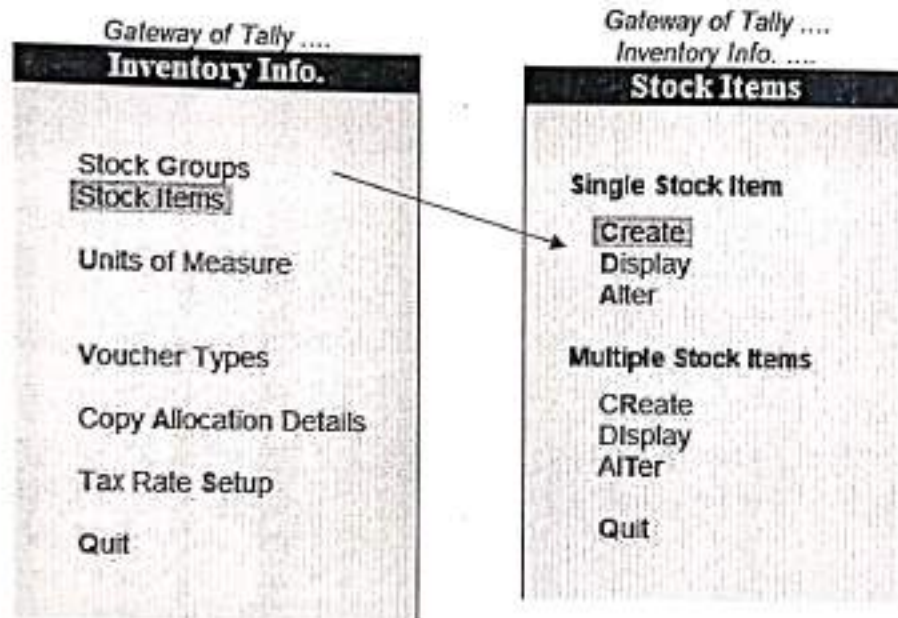 Gateway of Tally ....
Inventory Info.
Stock Groups
Stock Items
Units of Measure
Voucher Types
Copy Allocation Details
Tax Rate Setup
Quit
Gateway of Tally ....
Inventory Info. ....
Stock Items
Single Stock Item
Create
Display
Alter
Multiple Stock Items
CReate
DIsplay
AlTer
Quit